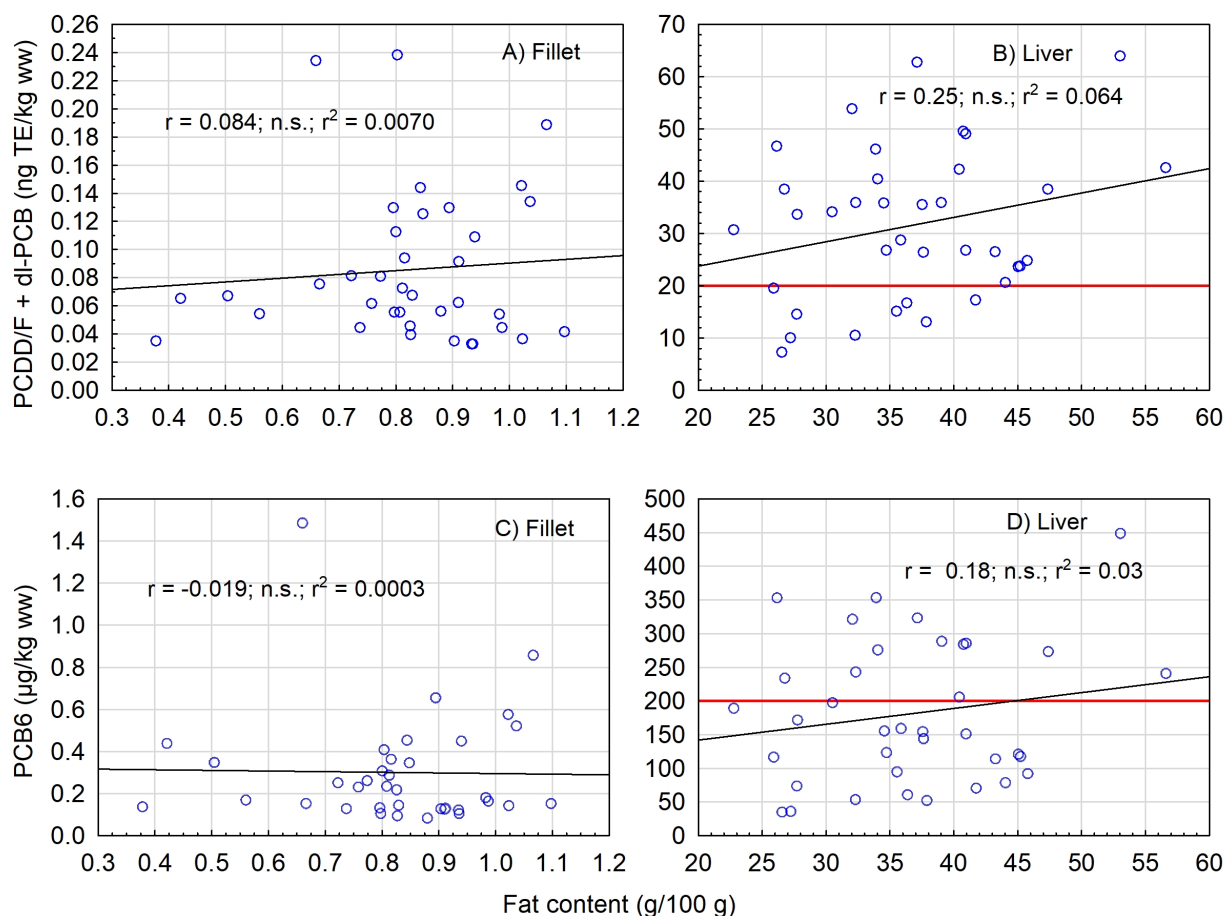 PCDD/F + dl-PCB (ng TE/kg ww)
0.26
0.24
0.22
0.20
0.18
0.16
0.14
0.12
0.10
0.08
0.06
0.04
0.02
0.00
A) Fillet
r = 0.084; n.s.; r² = 0.0070
0.3 0.4 0.5 0.6 0.7 0.8 0.9 1.0 1.1 1.2
70
60
50
40
30
20
10
0
B) Liver
r = 0.25; n.s.; r² = 0.064
20 25 30 35 40 45 50 55 60
PCB6 (µg/kg ww)
1.6
1.4
1.2
1.0
0.8
0.6
0.4
0.2
0.0
C) Fillet
r = -0.019; n.s.; r² = 0.0003
0.3 0.4 0.5 0.6 0.7 0.8 0.9 1.0 1.1 1.2
500
450
400
350
300
250
200
150
100
50
0
D) Liver
r = 0.18; n.s.; r² = 0.03
20 25 30 35 40 45 50 55 60
Fat content (g/100 g)